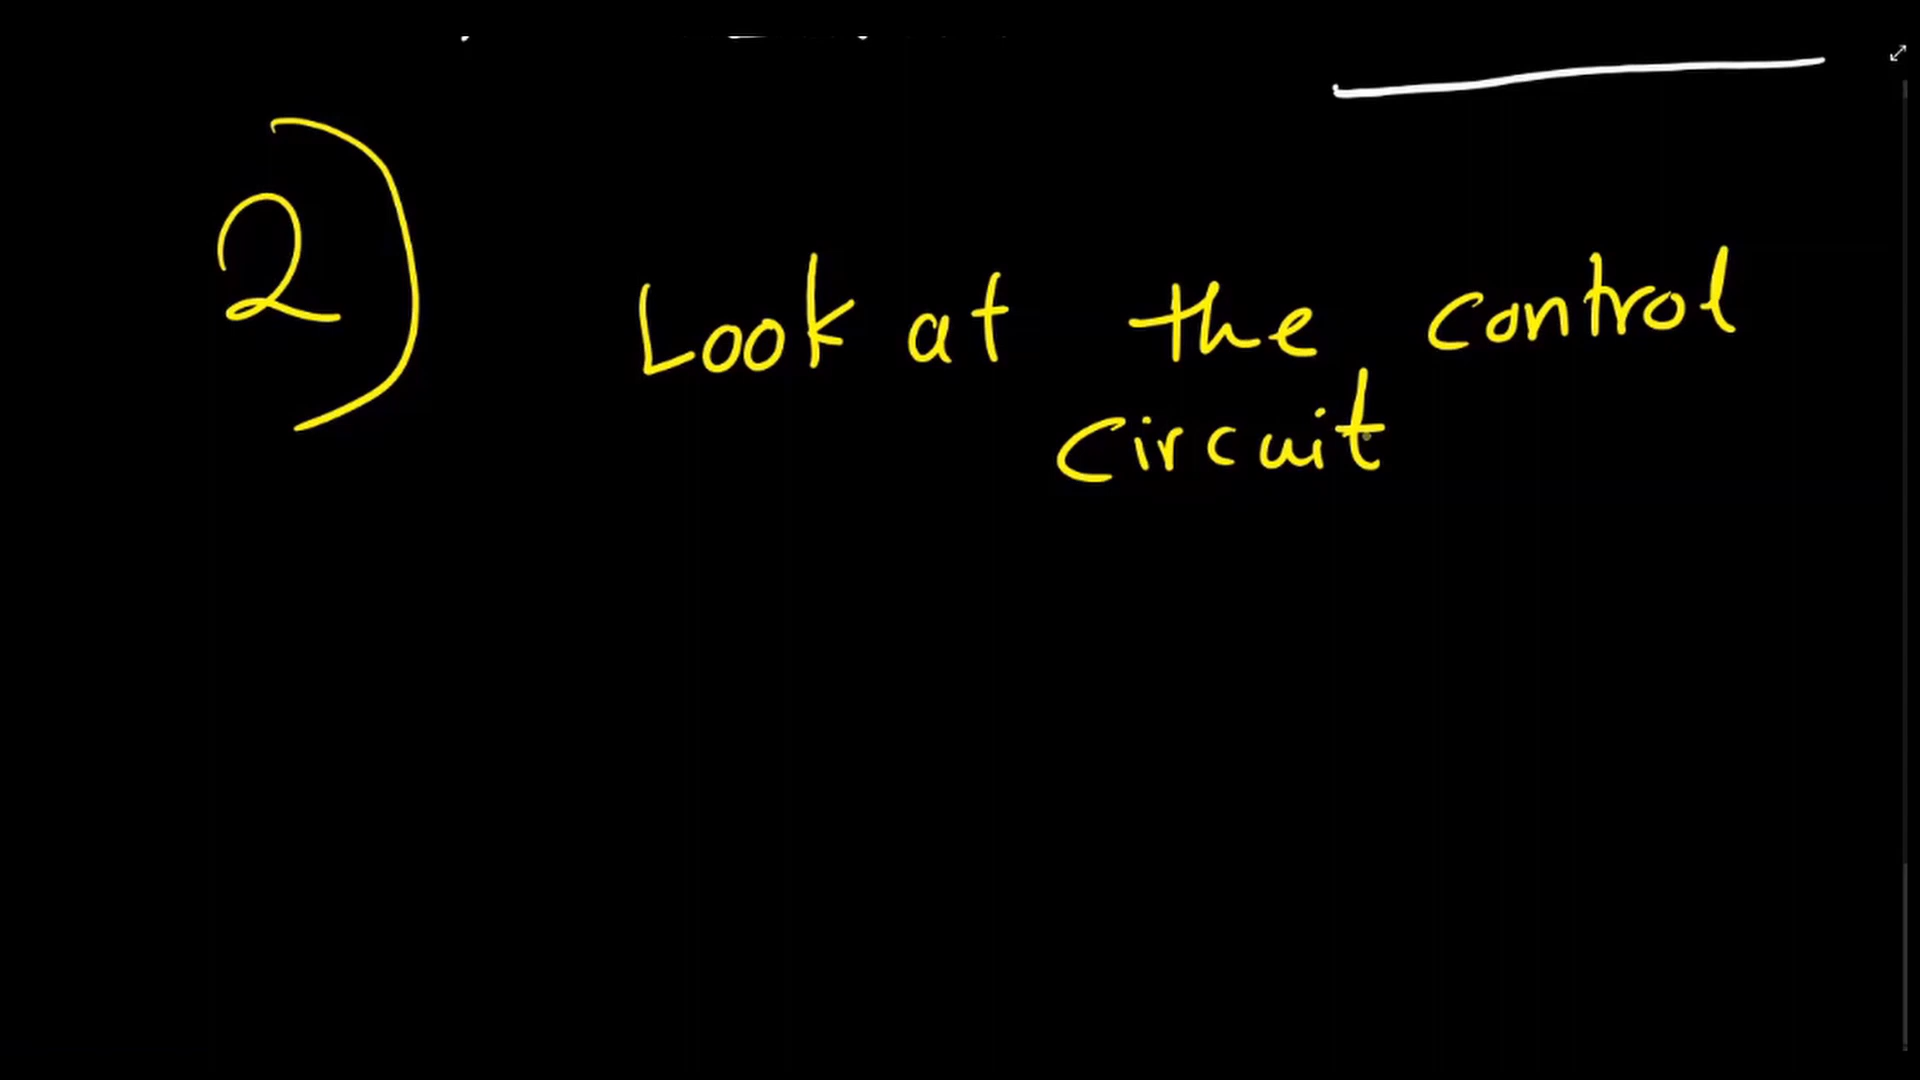 2) Look at the control
circuit